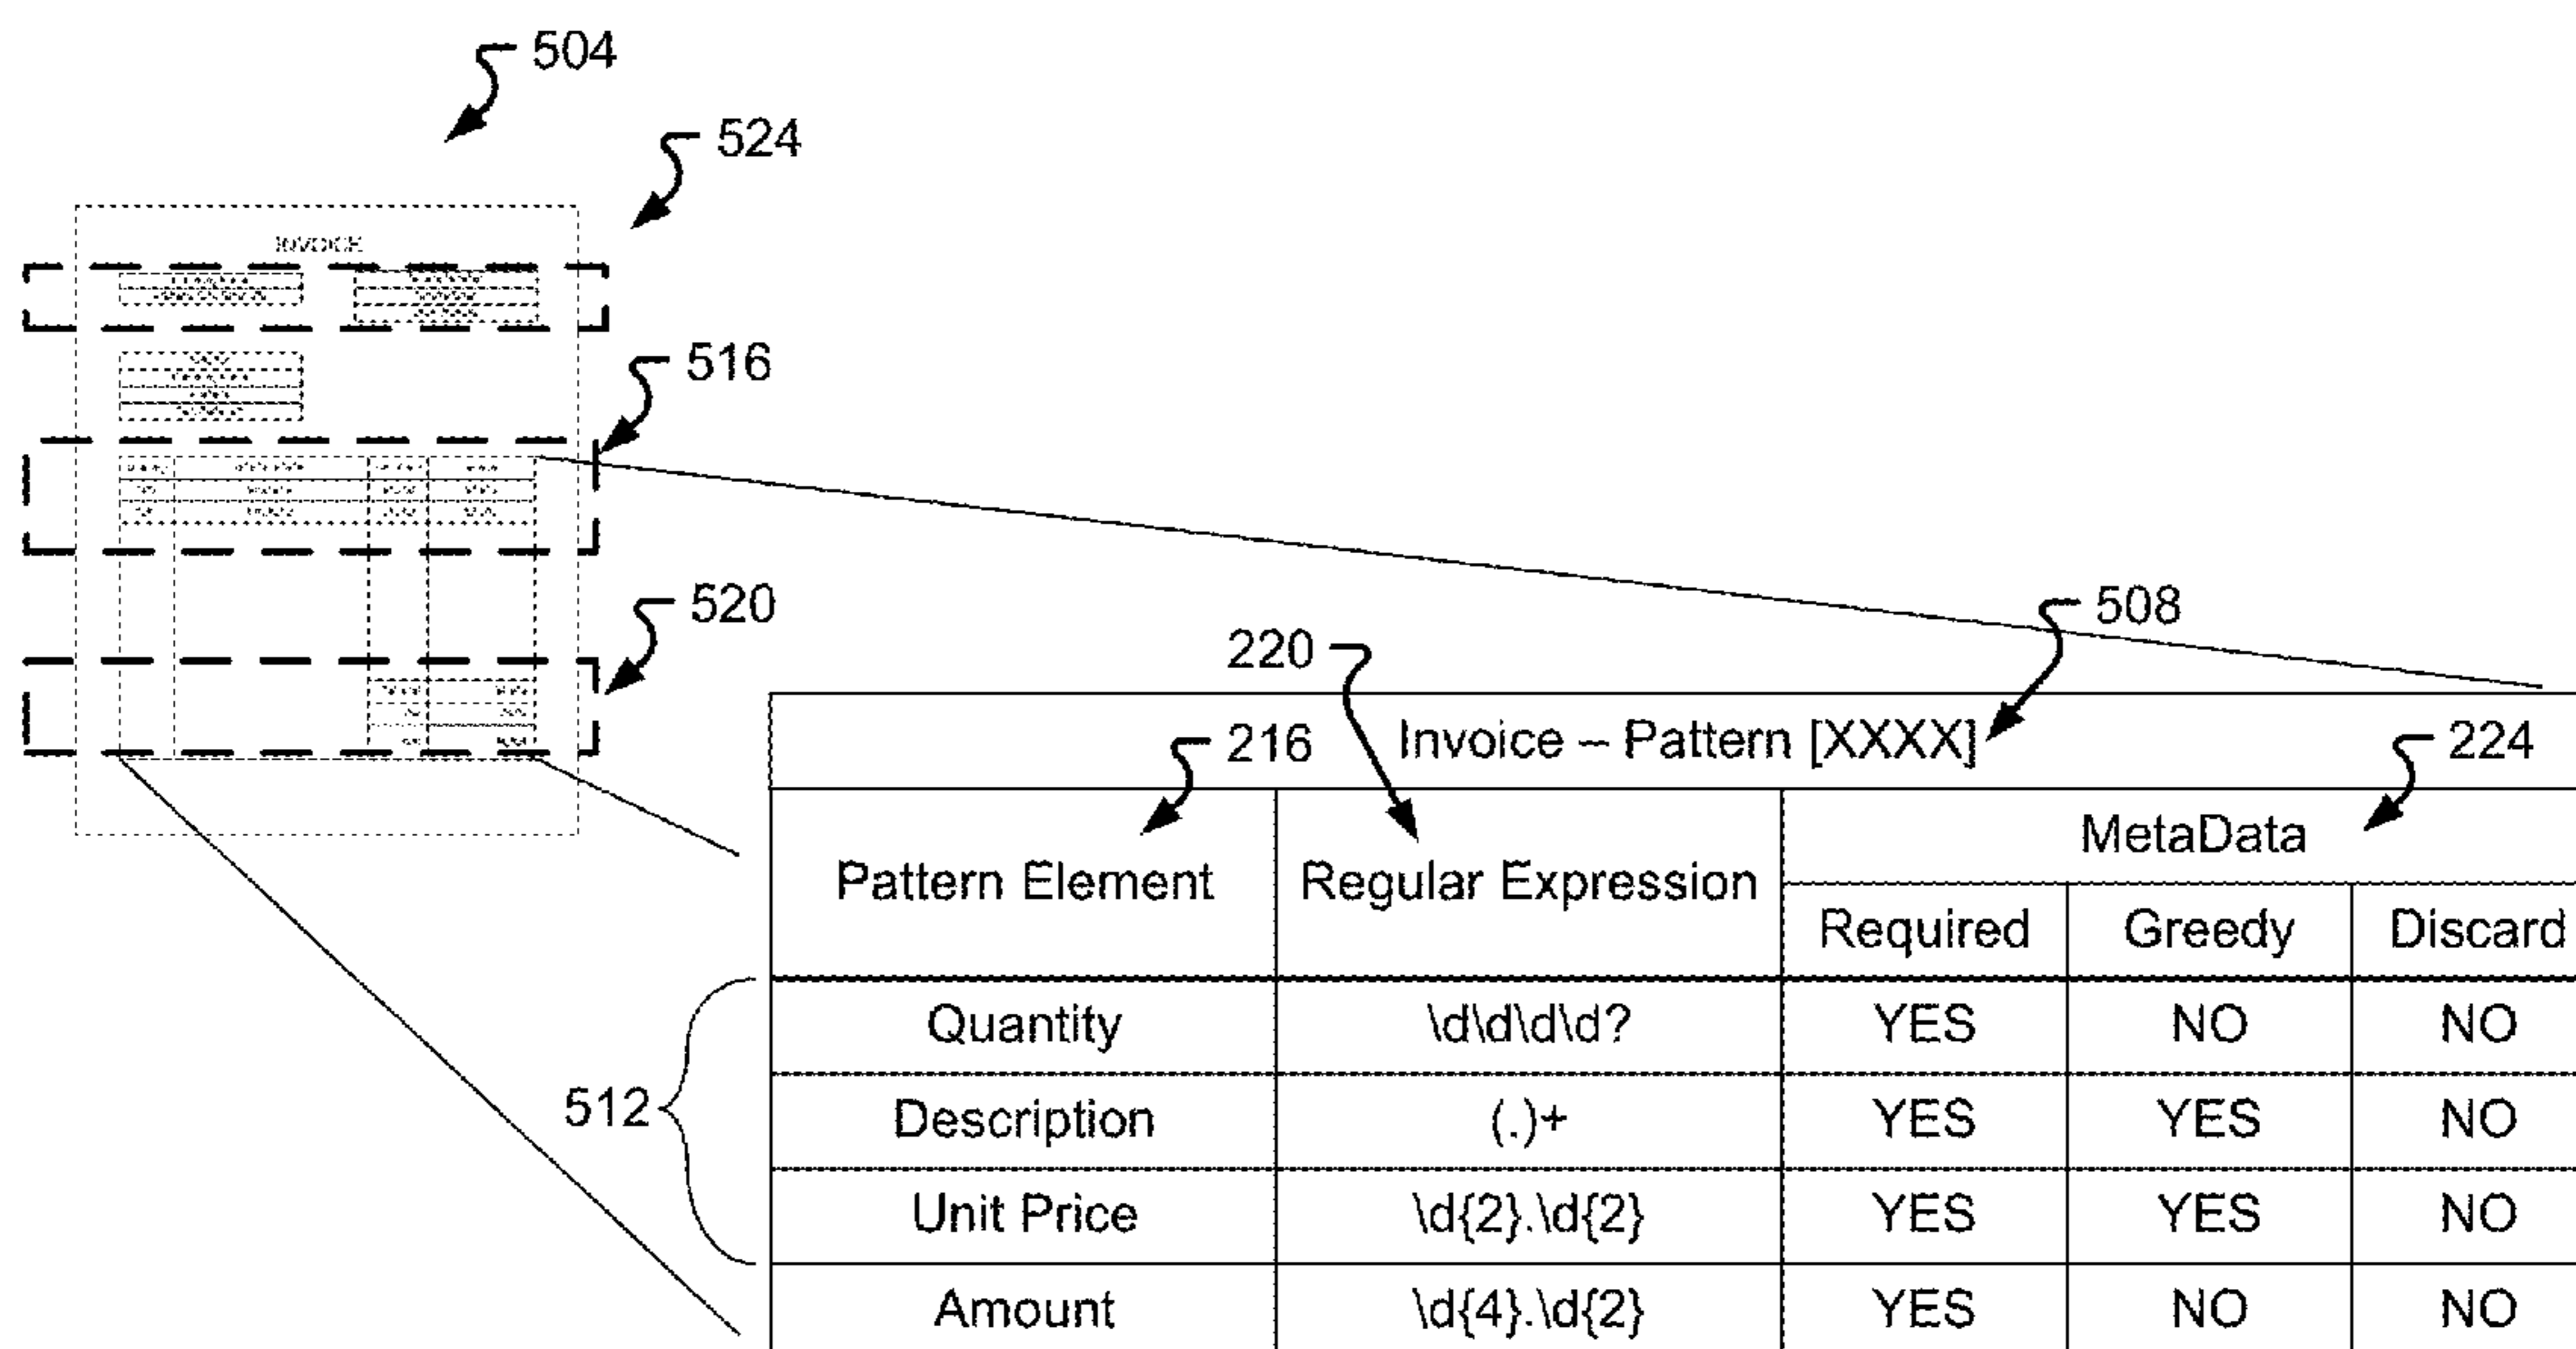 504
524
INVOICE
516
520
508
220
216
Invoice – Pattern [XXXX]
224
Pattern Element
Regular Expression
MetaData
Required Greedy Discard
Quantity \d\d\d\d? YES NO NO
512
Description (.)+ YES YES NO
Unit Price \d{2}.\d{2} YES YES NO
Amount \d{4}.\d{2} YES NO NO